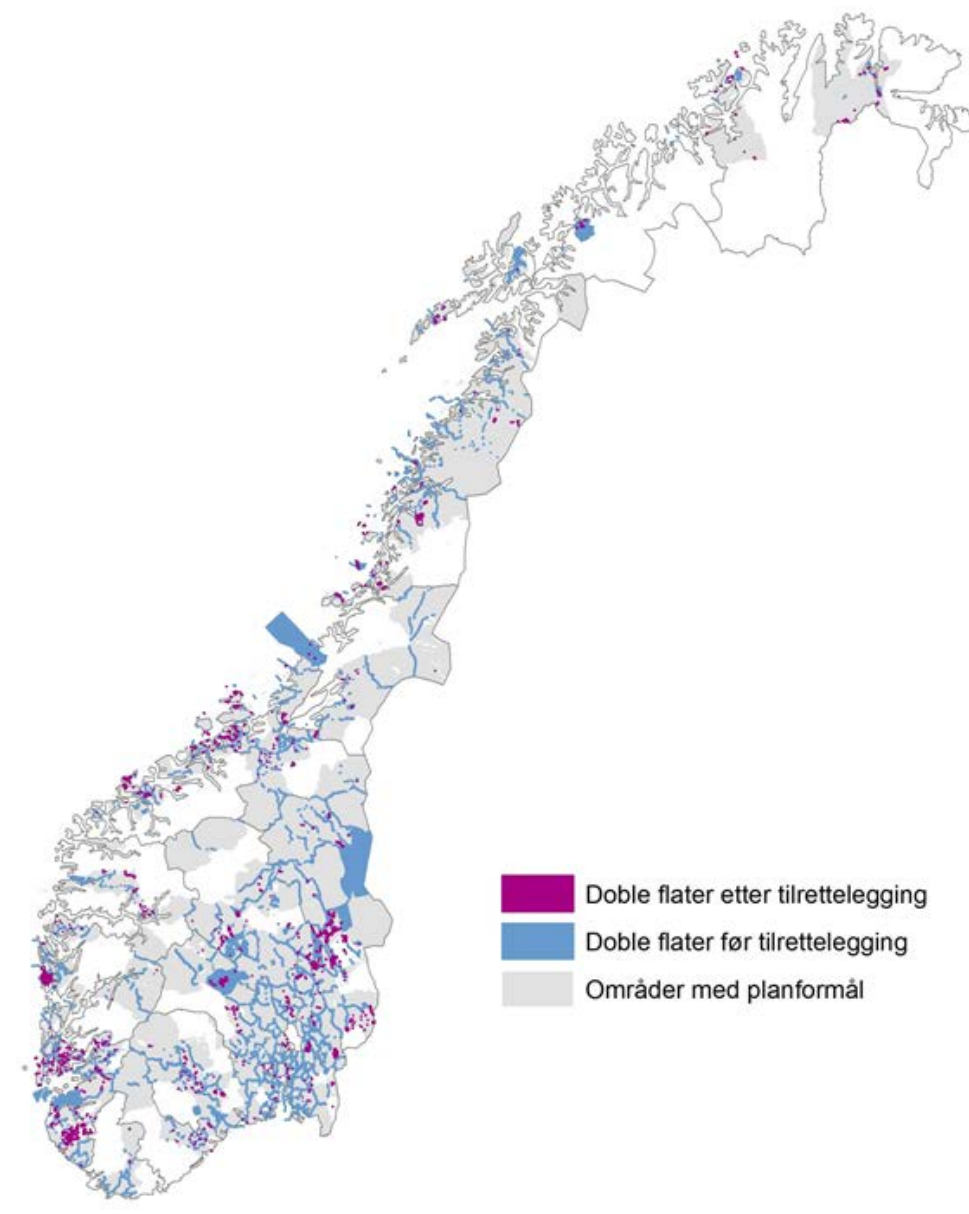 Doble flater etter tilrettelegging
Doble flater før tilrettelegging
Områder med planformål